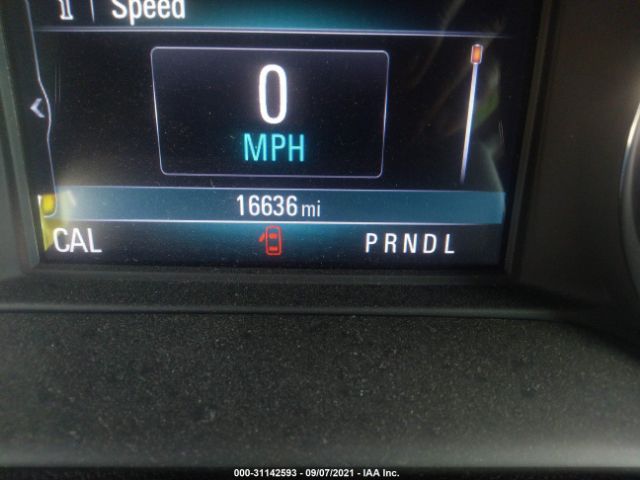 Speed
0
MPH
16636 mi
CAL
PRNDL
000-31142593 - 09/07/2021 - IAA Inc.